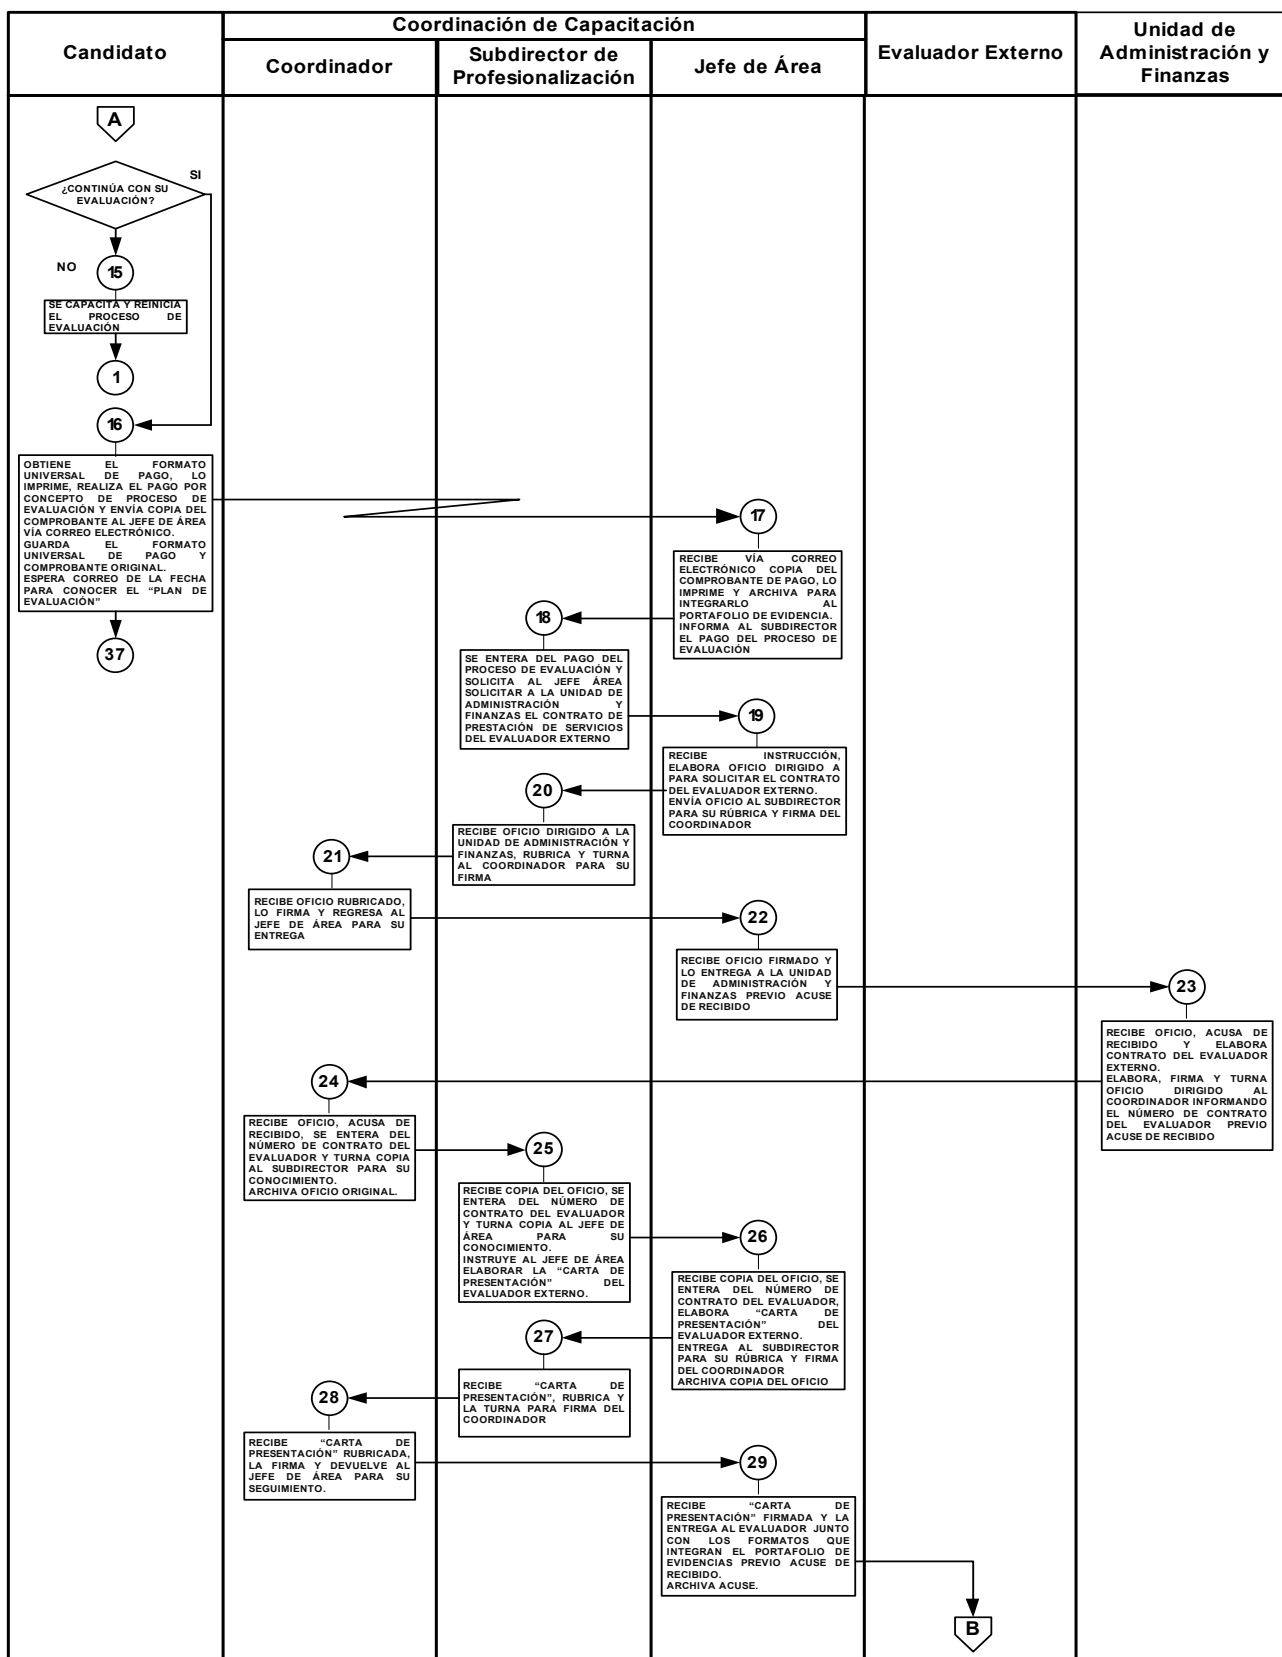 Candidato
Coordinación de Capacitación
Coordinador
Subdirector de
Profesionalización
Jefe de Área
Evaluador Externo
Unidad de
Administración y
Finanzas
A
¿CONTINÚA CON SU
EVALUACIÓN?
SI
NO
15
SE CAPACITA Y REINICIA
EL PROCESO DE
EVALUACIÓN
1
16
OBTIENE EL FORMATO
UNIVERSAL DE PAGO, LO
IMPRIME, REALIZA EL PAGO POR
CONCEPTO DE PROCESO DE
EVALUACIÓN Y ENVÍA COPIA DEL
COMPROBANTE AL JEFE DE ÁREA
VÍA CORREO ELECTRÓNICO.
GUARDA EL FORMATO
UNIVERSAL DE PAGO Y
COMPROBANTE ORIGINAL.
ESPERA CORREO DE LA FECHA
PARA CONOCER EL “PLAN DE
EVALUACIÓN”
37
17
RECIBE VÍA CORREO
ELECTRÓNICO COPIA DEL
COMPROBANTE DE PAGO, LO
IMPRIME Y ARCHIVA PARA
INTEGRARLO AL
PORTAFOLIO DE EVIDENCIA.
INFORMA AL SUBDIRECTOR
EL PAGO DEL PROCESO DE
EVALUACIÓN
18
SE ENTERA DEL PAGO DEL
PROCESO DE EVALUACIÓN Y
SOLICITA AL JEFE ÁREA
SOLICITAR A LA UNIDAD DE
ADMINISTRACIÓN Y
FINANZAS EL CONTRATO DE
PRESTACIÓN DE SERVICIOS
DEL EVALUADOR EXTERNO
19
RECIBE INSTRUCCIÓN,
ELABORA OFICIO DIRIGIDO A
PARA SOLICITAR EL CONTRATO
DEL EVALUADOR EXTERNO.
ENVÍA OFICIO AL SUBDIRECTOR
PARA SU RÚBRICA Y FIRMA DEL
COORDINADOR
20
RECIBE OFICIO DIRIGIDO A LA
UNIDAD DE ADMINISTRACIÓN Y
FINANZAS, RUBRICA Y TURNA
AL COORDINADOR PARA SU
FIRMA
21
RECIBE OFICIO RUBRICADO,
LO FIRMA Y REGRESA AL
JEFE DE ÁREA PARA SU
ENTREGA
22
RECIBE OFICIO FIRMADO Y
LO ENTREGA A LA UNIDAD
DE ADMINISTRACIÓN Y
FINANZAS PREVIO ACUSE
DE RECIBIDO
23
RECIBE OFICIO, ACUSA DE
RECIBIDO Y ELABORA
CONTRATO DEL EVALUADOR
EXTERNO.
ELABORA, FIRMA Y TURNA
OFICIO DIRIGIDO AL
COORDINADOR INFORMANDO
EL NÚMERO DE CONTRATO
DEL EVALUADOR PREVIO
ACUSE DE RECIBIDO
24
RECIBE OFICIO, ACUSA DE
RECIBIDO, SE ENTERA DEL
NÚMERO DE CONTRATO DEL
EVALUADOR Y TURNA COPIA
AL SUBDIRECTOR PARA SU
CONOCIMIENTO.
ARCHIVA OFICIO ORIGINAL.
25
RECIBE COPIA DEL OFICIO, SE
ENTERA DEL NÚMERO DE
CONTRATO DEL EVALUADOR
Y TURNA COPIA AL JEFE DE
ÁREA PARA SU
CONOCIMIENTO.
INSTRUYE AL JEFE DE ÁREA
ELABORAR LA “CARTA DE
PRESENTACIÓN” DEL
EVALUADOR EXTERNO.
26
RECIBE COPIA DEL OFICIO, SE
ENTERA DEL NÚMERO DE
CONTRATO DEL EVALUADOR,
ELABORA “CARTA DE
PRESENTACIÓN” DEL
EVALUADOR EXTERNO.
ENTREGA AL SUBDIRECTOR
PARA SU RÚBRICA Y FIRMA
DEL COORDINADOR
ARCHIVA COPIA DEL OFICIO
27
RECIBE “CARTA DE
PRESENTACIÓN”, RUBRICA Y
LA TURNA PARA FIRMA DEL
COORDINADOR
28
RECIBE “CARTA DE
PRESENTACIÓN” RUBRICADA,
LA FIRMA Y DEVUELVE AL
JEFE DE ÁREA PARA SU
SEGUIMIENTO.
29
RECIBE “CARTA DE
PRESENTACIÓN” FIRMADA Y LA
ENTREGA AL EVALUADOR JUNTO
CON LOS FORMATOS QUE
INTEGRAN EL PORTAFOLIO DE
EVIDENCIAS PREVIO ACUSE DE
RECIBIDO.
ARCHIVA ACUSE.
B